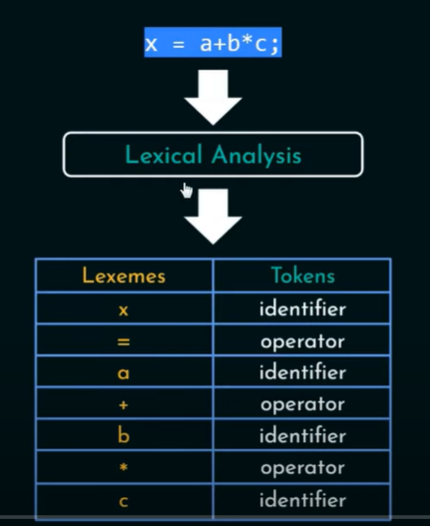 x = a+b*c;
Lexical Analysis
Lexemes Tokens
x identifier
= operator
a identifier
+ operator
b identifier
* operator
c identifier